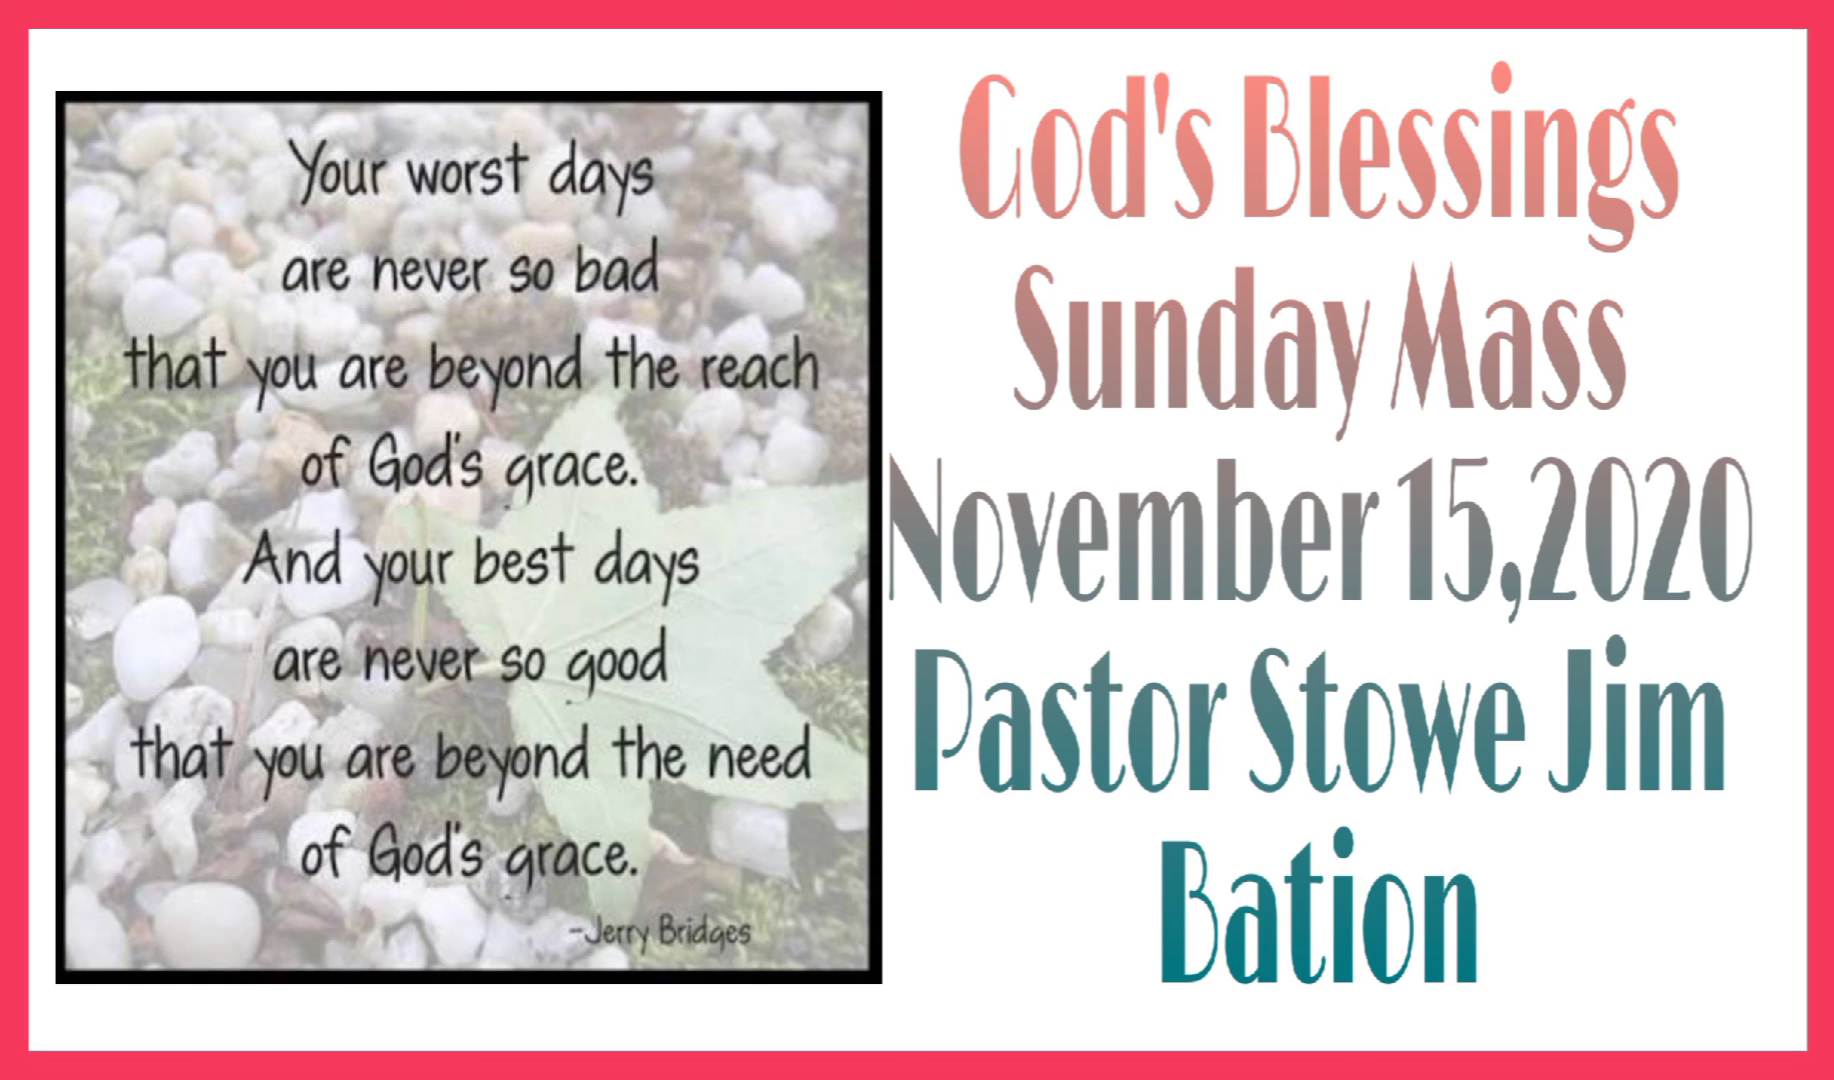 Your worst days
are never so bad
that you are beyond the reach
of God's grace.
And your best days
are never so good
that you are beyond the need
of God's grace.
-Jerry Bridges
God's Blessings
Sunday Mass
November 15,2020
Pastor Stowe Jim
Bation